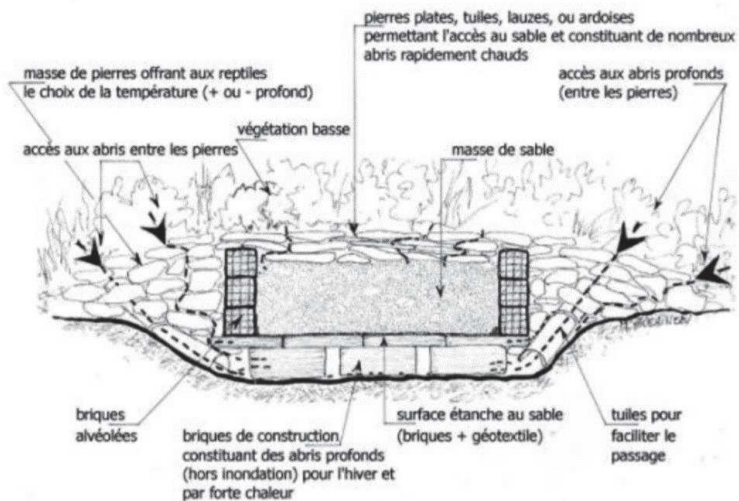 pierres plates, tuiles, lauzes, ou ardoises
permettant l'accès au sable et constituant de nombreux
abris rapidement chauds
masse de pierres offrant aux reptiles
le choix de la température (+ ou - profond)
accès aux abris profonds
(entre les pierres)
végétation basse
accès aux abris entre les pierres
masse de sable
briques
alvéolées
briques de construction
constituant des abris profonds
(hors inondation) pour l'hiver et
par forte chaleur
surface étanche au sable
(briques + géotextile)
tuiles pour
faciliter le
passage